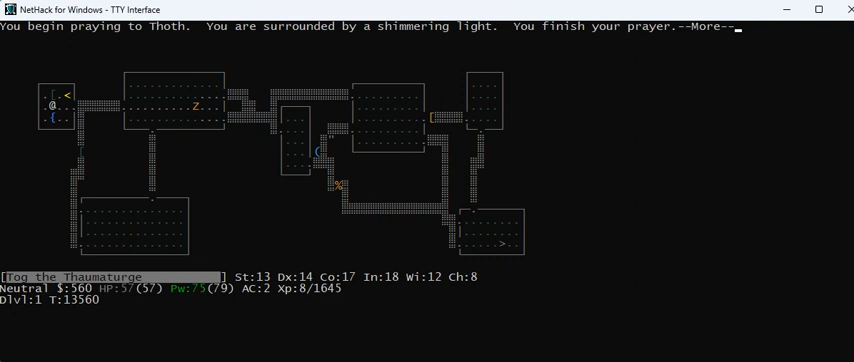 NetHack for Windows - TTY Interface
You begin praying to Thoth.  You are surrounded by a shimmering light.  You finish your prayer.--More--
[Tog the Thaumaturge] St:13 Dx:14 Co:17 In:18 Wi:12 Ch:8
Neutral $:560 HP:57(57) Pw:75(79) AC:2 Xp:8/1645
Dlvl:1 T:13560